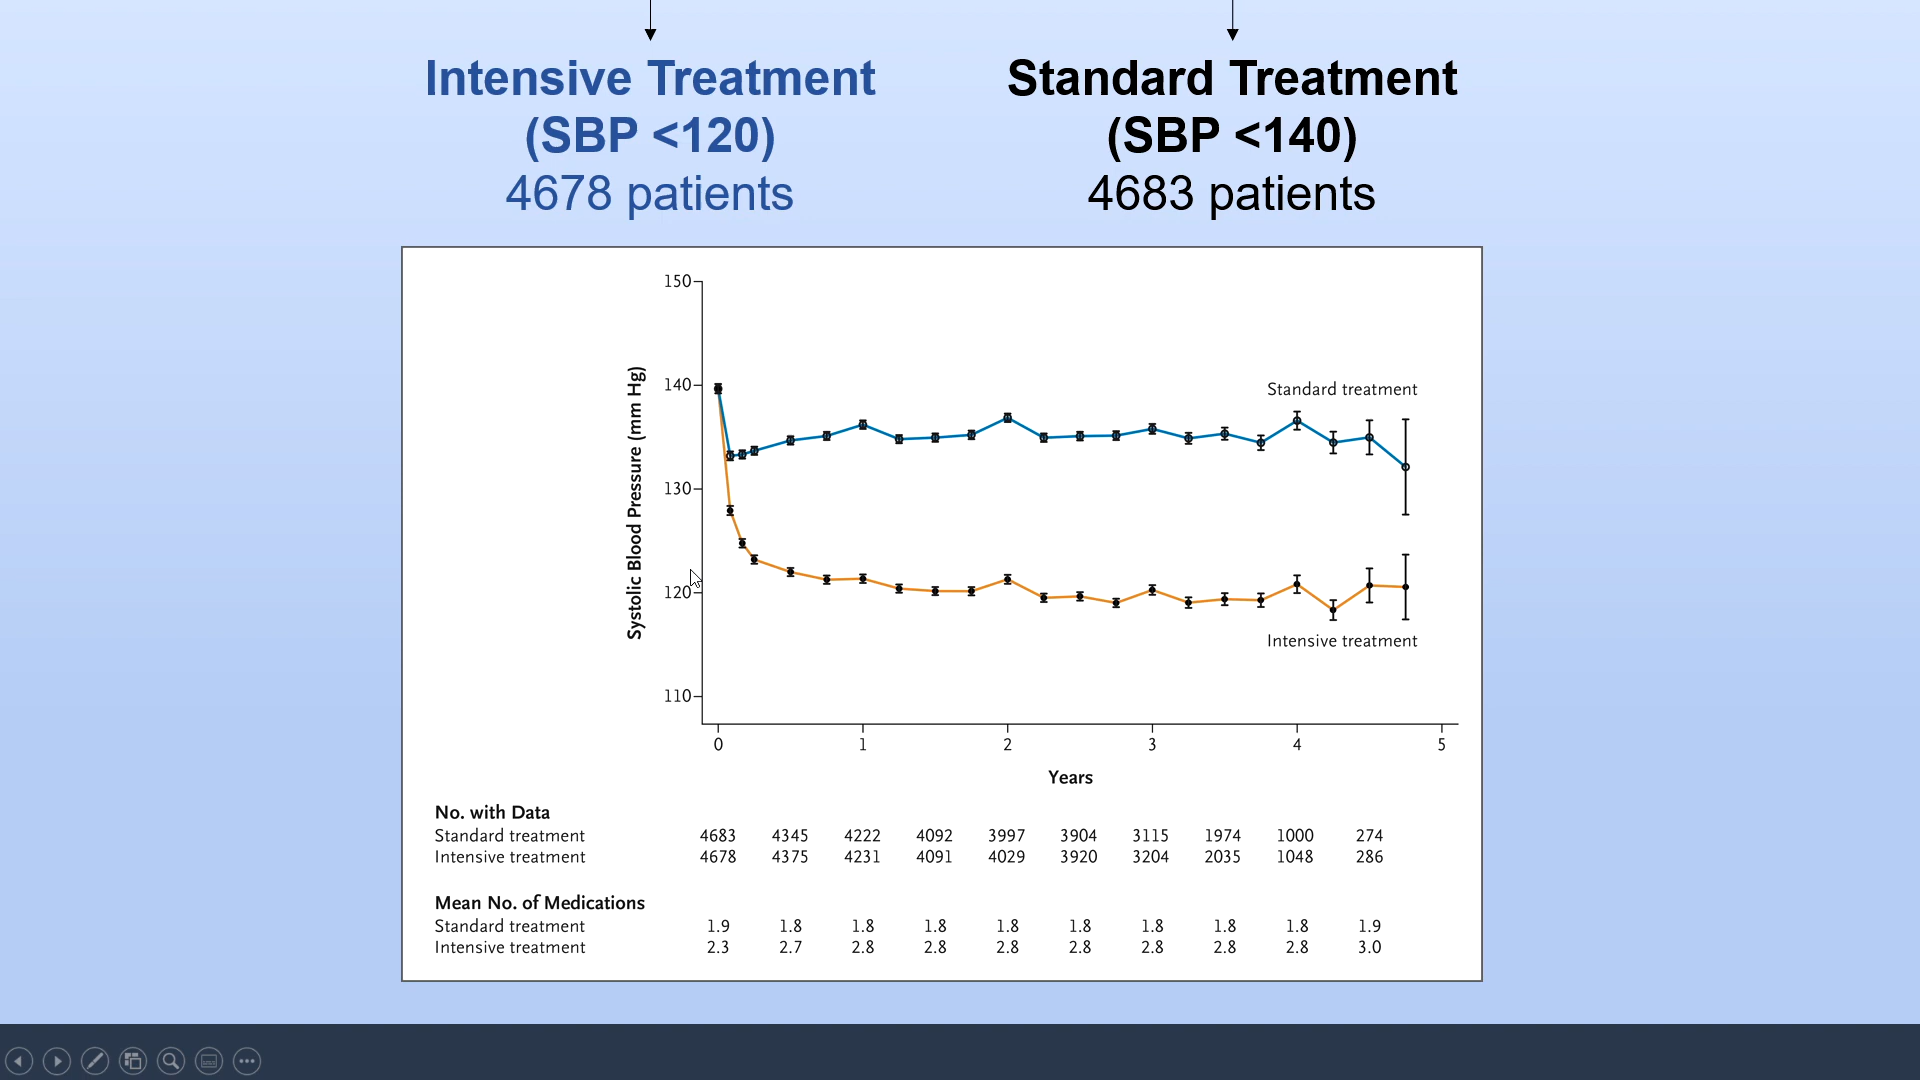 Intensive Treatment
(SBP <120)
4678 patients
Standard Treatment
(SBP <140)
4683 patients
150
140
130
120
110
Systolic Blood Pressure (mm Hg)
Standard treatment
Intensive treatment
0 1 2 3 4 5
Years
No. with Data
Standard treatment 4683 4345 4222 4092 3997 3904 3115 1974 1000 274
Intensive treatment 4678 4375 4231 4091 4029 3920 3204 2035 1048 286
Mean No. of Medications
Standard treatment 1.9 1.8 1.8 1.8 1.8 1.8 1.8 1.8 1.8 1.9
Intensive treatment 2.3 2.7 2.8 2.8 2.8 2.8 2.8 2.8 2.8 3.0